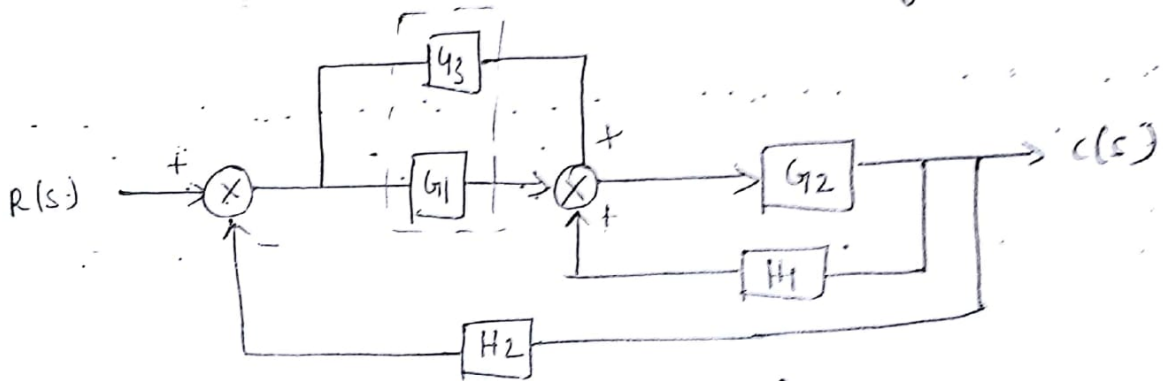 G3
+
+
R(S)
X
G1
X
G2
C(S)
-
+
H1
H2